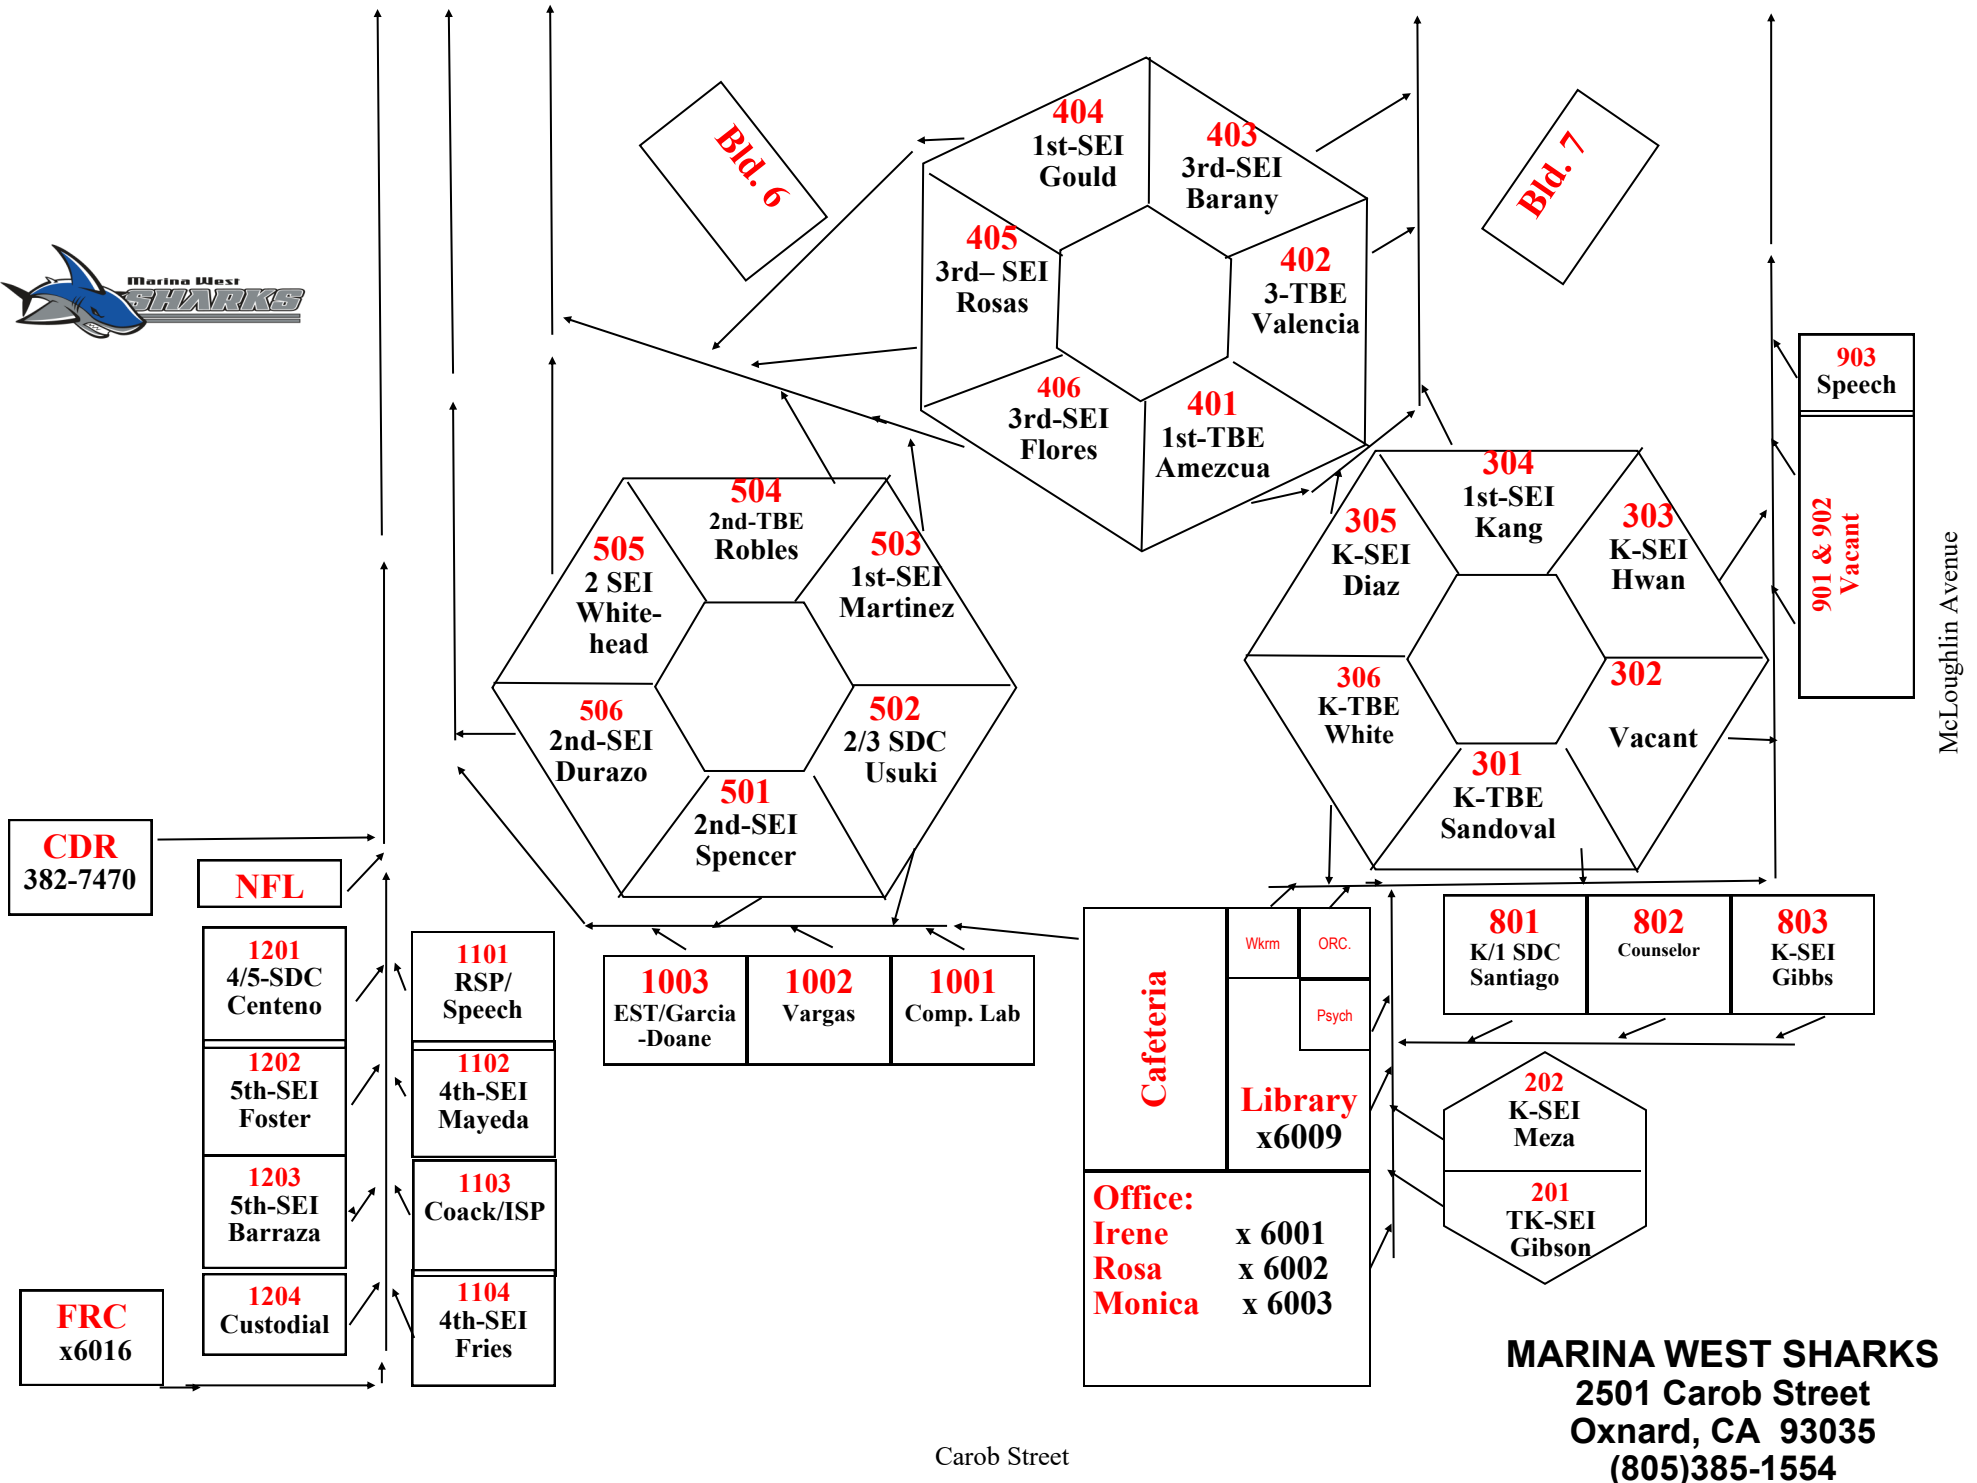 Marina West
SHARKS
Bld. 6
404
1st-SEI
Gould
403
3rd-SEI
Barany
405
3rd– SEI
Rosas
402
3-TBE
Valencia
406
3rd-SEI
Flores
401
1st-TBE
Amezcua
Bld. 7
903
Speech
901 & 902
Vacant
McLoughlin Avenue
504
2nd-TBE
Robles
505
2 SEI
White-
head
503
1st-SEI
Martinez
506
2nd-SEI
Durazo
502
2/3 SDC
Usuki
501
2nd-SEI
Spencer
304
1st-SEI
Kang
305
K-SEI
Diaz
303
K-SEI
Hwan
306
K-TBE
White
302
Vacant
301
K-TBE
Sandoval
CDR
382-7470
NFL
1201
4/5-SDC
Centeno
1202
5th-SEI
Foster
1203
5th-SEI
Barraza
1204
Custodial
FRC
x6016
1101
RSP/
Speech
1102
4th-SEI
Mayeda
1103
Coack/ISP
1104
4th-SEI
Fries
1003
EST/Garcia
-Doane
1002
Vargas
1001
Comp. Lab
Cafeteria
Wkrm
ORC.
Psych
Library
x6009
Office:
Irene x 6001
Rosa x 6002
Monica x 6003
801
K/1 SDC
Santiago
802
Counselor
803
K-SEI
Gibbs
202
K-SEI
Meza
201
TK-SEI
Gibson
MARINA WEST SHARKS
2501 Carob Street
Oxnard, CA 93035
(805)385-1554
Carob Street